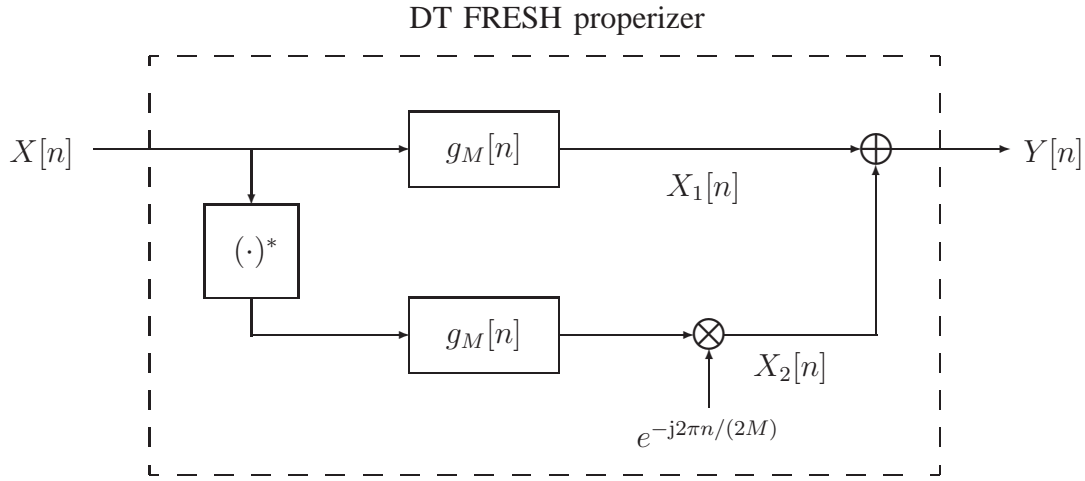 DT FRESH properizer
X[n]
g_M[n]
X_1[n]
Y[n]
(·)^*
g_M[n]
X_2[n]
e^{-j2πn/(2M)}